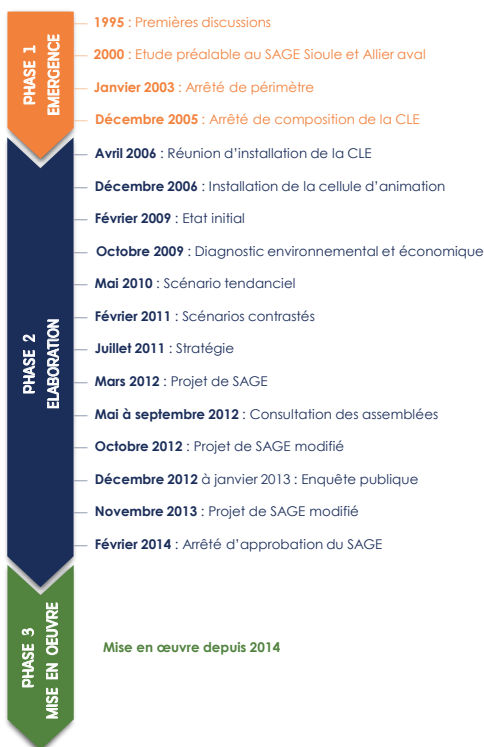 PHASE 1
EMERGENCE
1995 : Premières discussions
2000 : Etude préalable au SAGE Sioule et Allier aval
Janvier 2003 : Arrêté de périmètre
Décembre 2005 : Arrêté de composition de la CLE
PHASE 2
ELABORATION
Avril 2006 : Réunion d'installation de la CLE
Décembre 2006 : Installation de la cellule d'animation
Février 2009 : Etat initial
Octobre 2009 : Diagnostic environnemental et économique
Mai 2010 : Scénario tendanciel
Février 2011 : Scénarios contrastés
Juillet 2011 : Stratégie
Mars 2012 : Projet de SAGE
Mai à septembre 2012 : Consultation des assemblées
Octobre 2012 : Projet de SAGE modifié
Décembre 2012 à janvier 2013 : Enquête publique
Novembre 2013 : Projet de SAGE modifié
Février 2014 : Arrêté d'approbation du SAGE
PHASE 3
MISE EN OEUVRE
Mise en œuvre depuis 2014